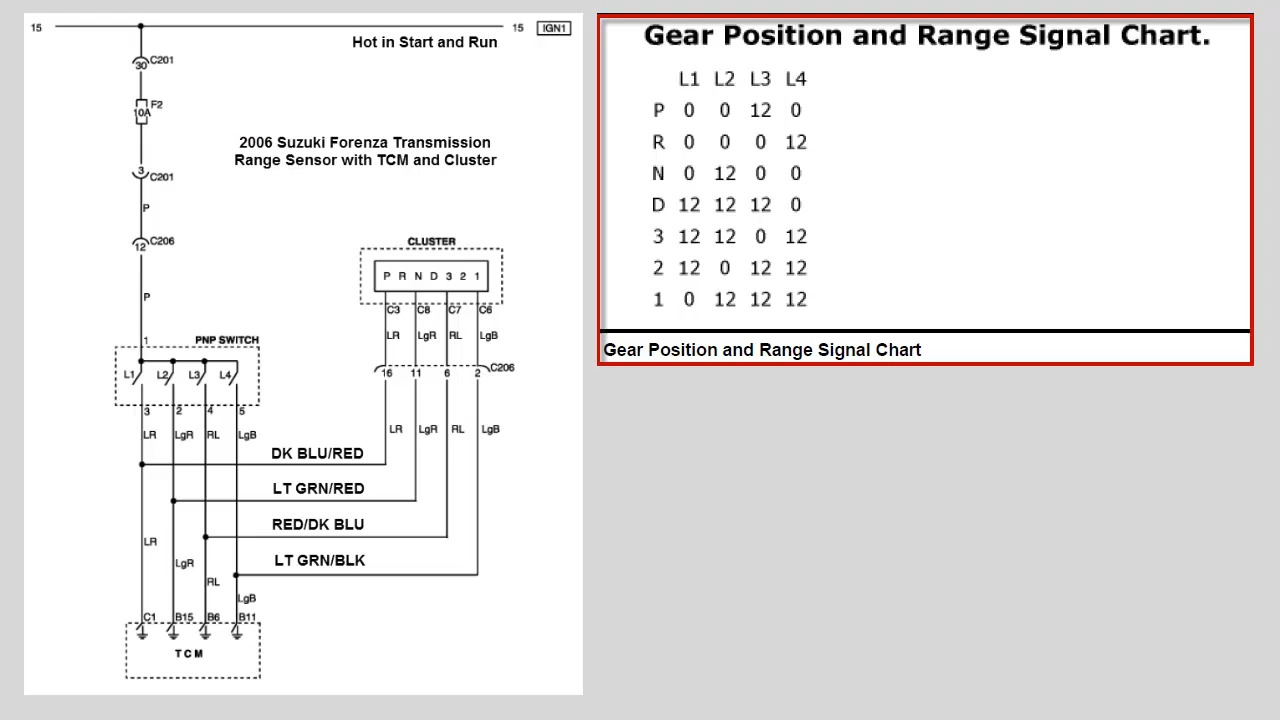 15
15 IGN1
Hot in Start and Run
30 C201
F2
10A
2006 Suzuki Forenza Transmission
Range Sensor with TCM and Cluster
3
C201
P
12 C206
P
CLUSTER
P R N D 3 2 1
C3 C8 C7 C6
LR LgR RL LgB
1 PNP SWITCH
C206
16 11 6 2
L1 L2 L3 L4
3 2 4 5
LR LgR RL LgB
LR LgR RL LgB
DK BLU/RED
LT GRN/RED
RED/DK BLU
LT GRN/BLK
LR
LgR
RL
LgB
C1 B15 B6 B11
TCM
Gear Position and Range Signal Chart.
L1 L2 L3 L4
P 0 0 12 0
R 0 0 0 12
N 0 12 0 0
D 12 12 12 0
3 12 12 0 12
2 12 0 12 12
1 0 12 12 12
Gear Position and Range Signal Chart